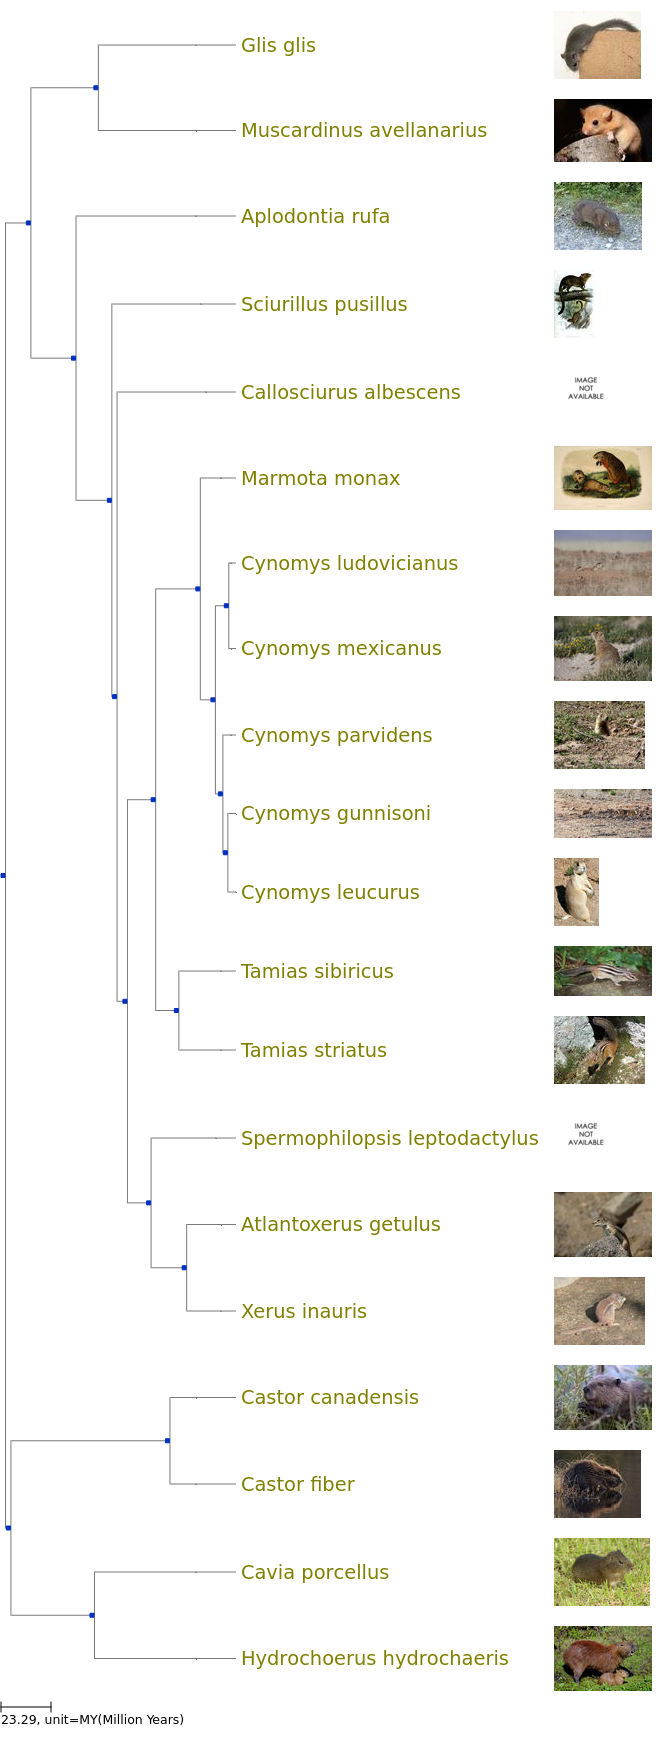 Glis glis
Muscardinus avellanarius
Aplodontia rufa
Sciurillus pusillus
Callosciurus albescens
IMAGE
NOT
AVAILABLE
Marmota monax
Cynomys ludovicianus
Cynomys mexicanus
Cynomys parvidens
Cynomys gunnisoni
Cynomys leucurus
Tamias sibiricus
Tamias striatus
Spermophilopsis leptodactylus
IMAGE
NOT
AVAILABLE
Atlantoxerus getulus
Xerus inauris
Castor canadensis
Castor fiber
Cavia porcellus
Hydrochoerus hydrochaeris
23.29, unit=MY(Million Years)